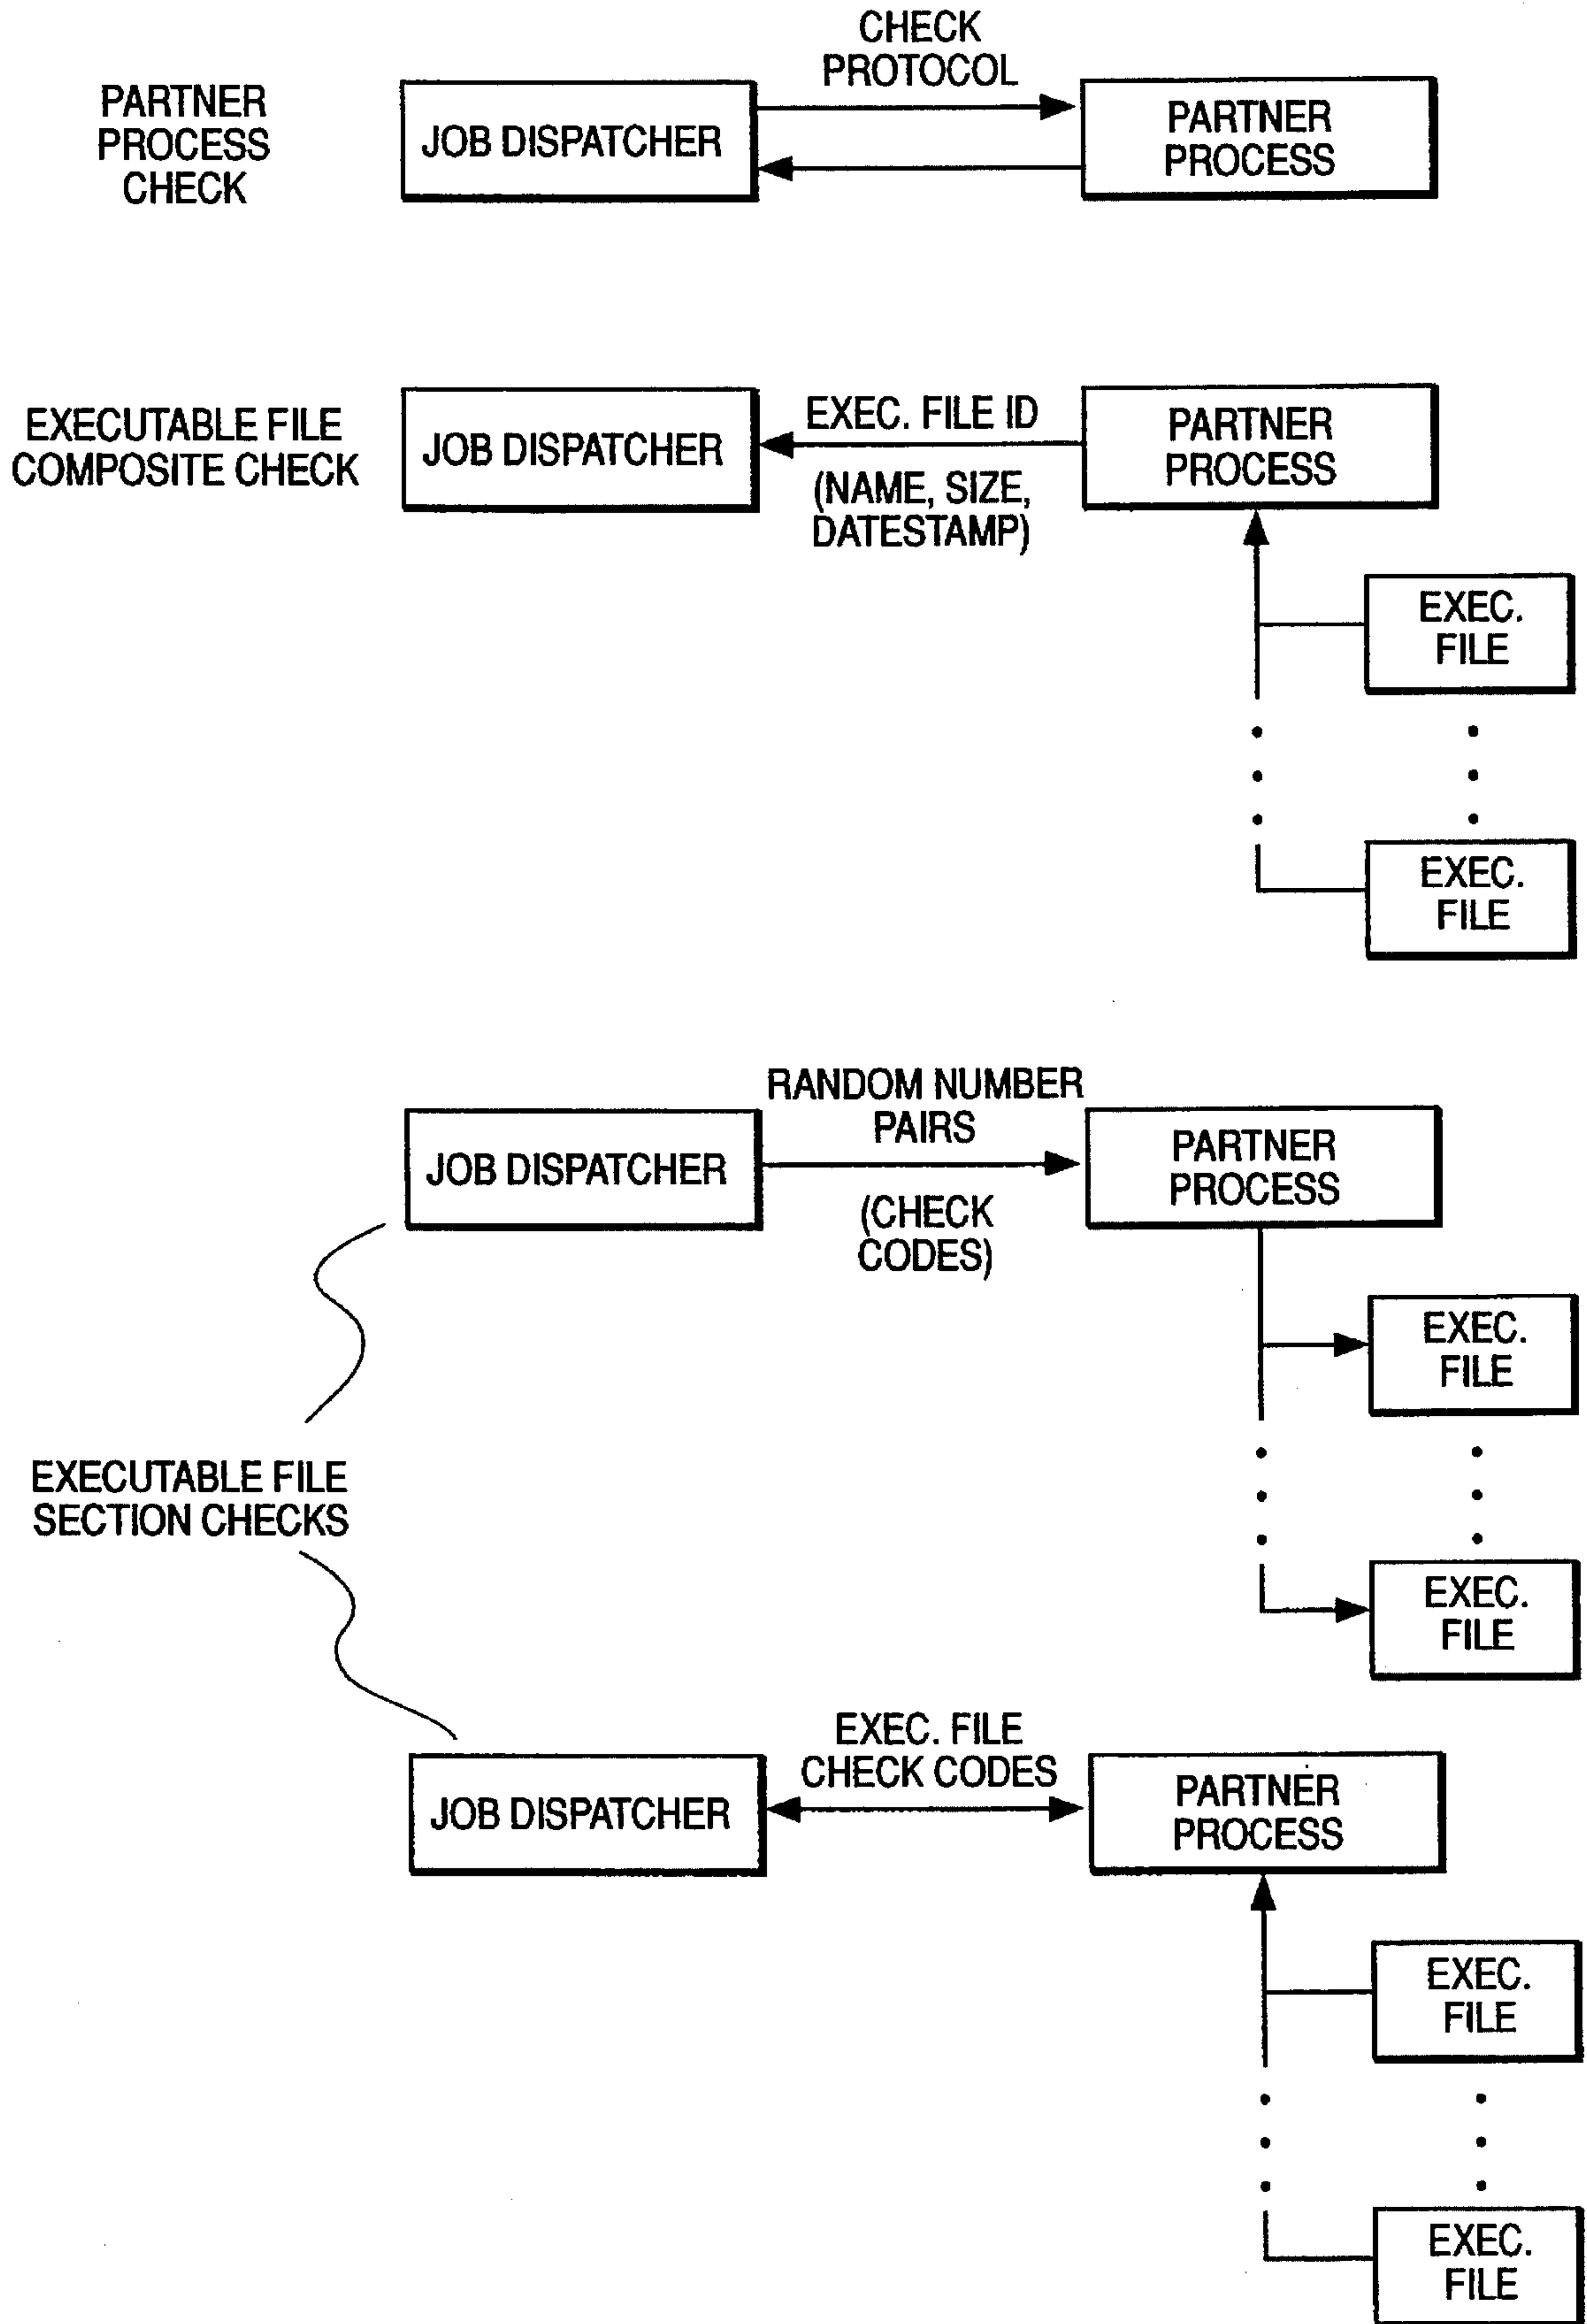 CHECK
PROTOCOL
PARTNER
PROCESS
CHECK
JOB DISPATCHER
PARTNER
PROCESS
EXECUTABLE FILE
COMPOSITE CHECK
JOB DISPATCHER
EXEC. FILE ID
(NAME, SIZE,
DATESTAMP)
PARTNER
PROCESS
EXEC.
FILE
EXEC.
FILE
EXECUTABLE FILE
SECTION CHECKS
JOB DISPATCHER
RANDOM NUMBER
PAIRS
(CHECK
CODES)
PARTNER
PROCESS
EXEC.
FILE
EXEC.
FILE
JOB DISPATCHER
EXEC. FILE
CHECK CODES
PARTNER
PROCESS
EXEC.
FILE
EXEC.
FILE